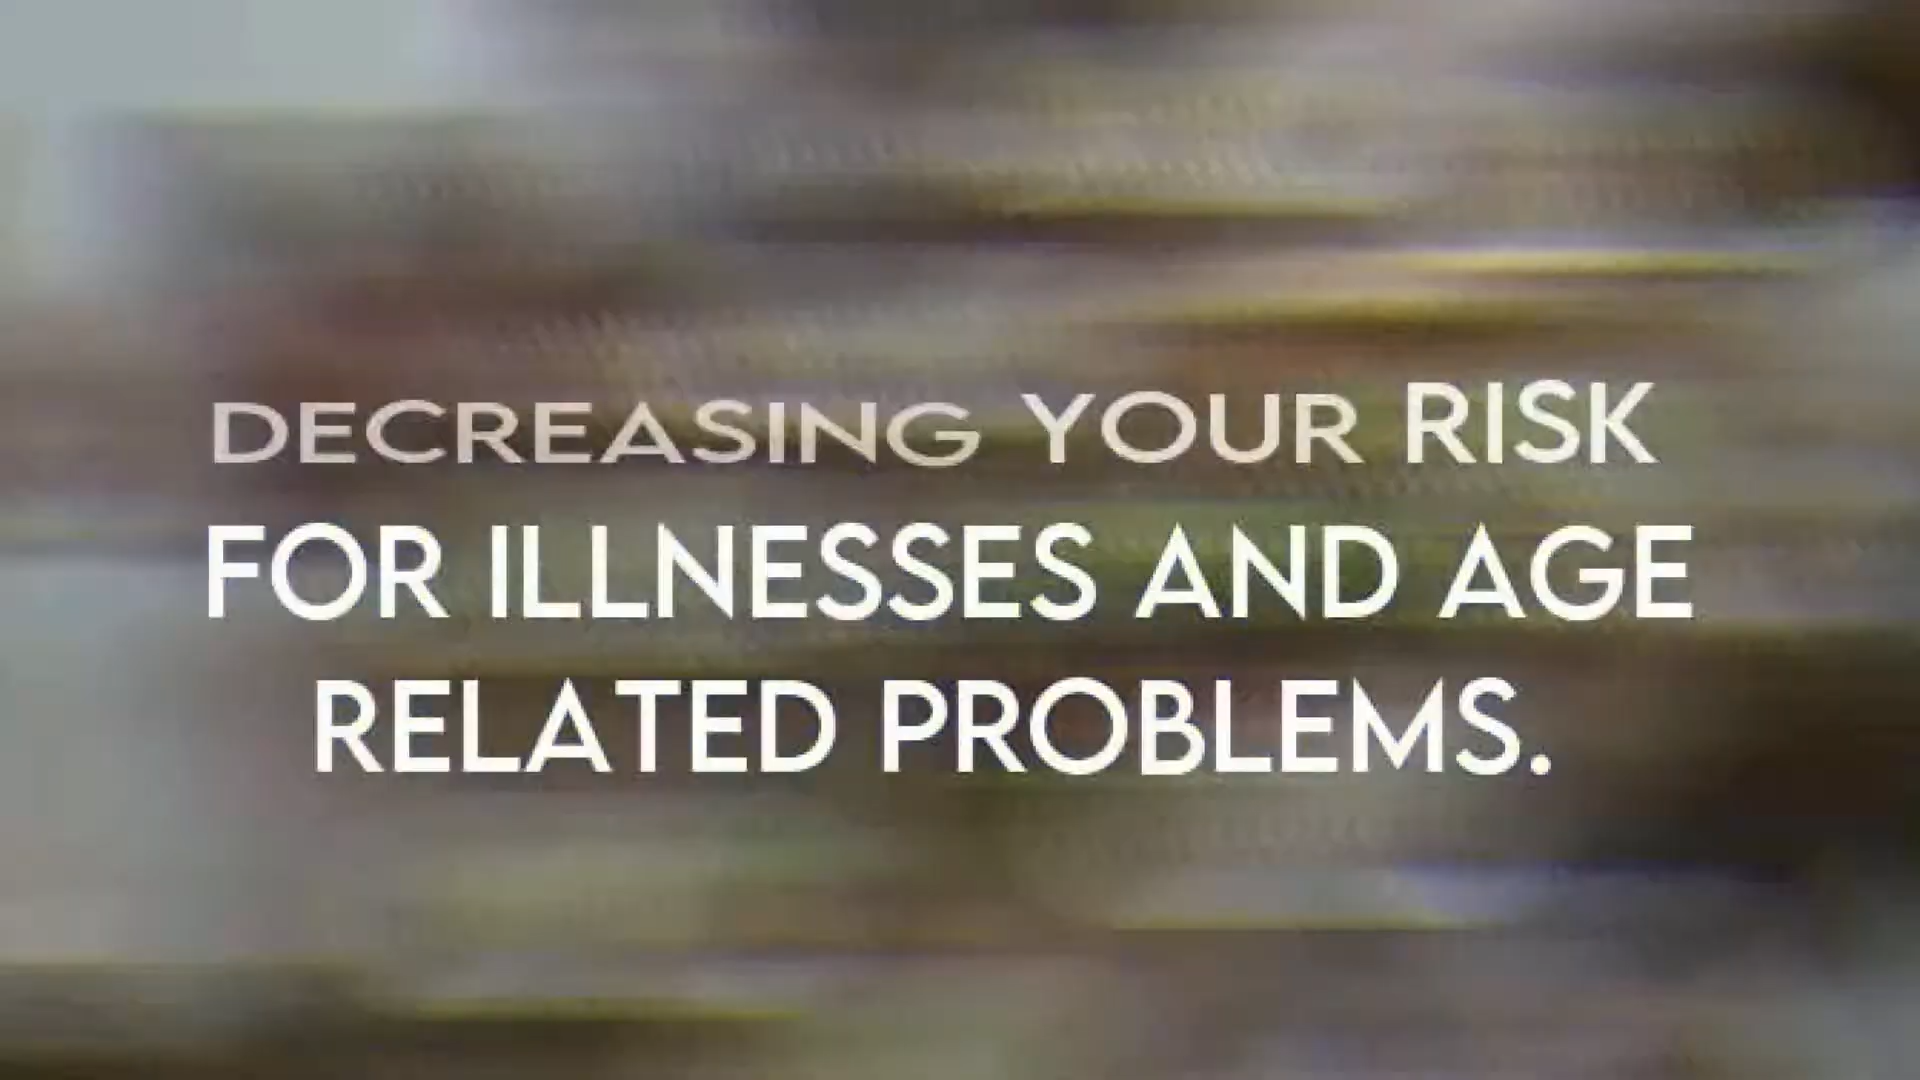 DECREASING YOUR RISK
FOR ILLNESSES AND AGE
RELATED PROBLEMS.